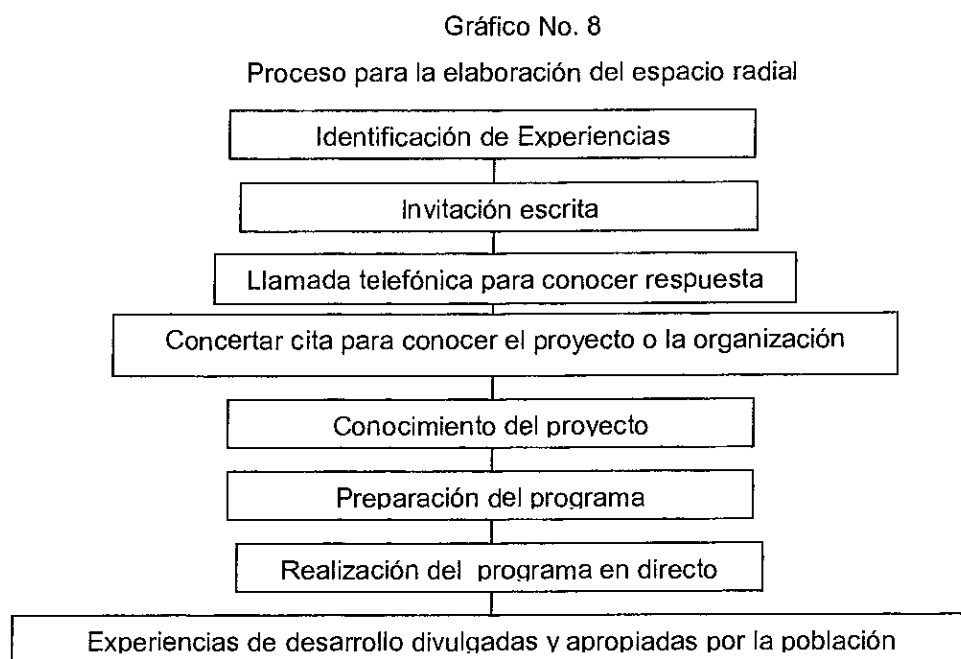 Gráfico No. 8
Proceso para la elaboración del espacio radial
Identificación de Experiencias
Invitación escrita
Llamada telefónica para conocer respuesta
Concertar cita para conocer el proyecto o la organización
Conocimiento del proyecto
Preparación del programa
Realización del programa en directo
Experiencias de desarrollo divulgadas y apropiadas por la población